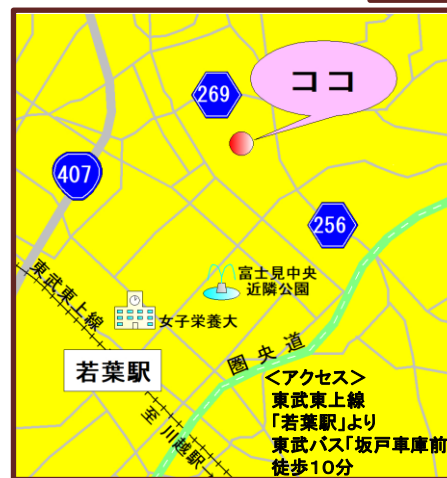 ココ
269
407
256
東武東上線
富士見中央
近隣公園
女子栄養大
圏央道
若葉駅
至 川越駅
＜アクセス＞
東武東上線
「若葉駅」より
東武バス「坂戸車庫前
徒歩１０分